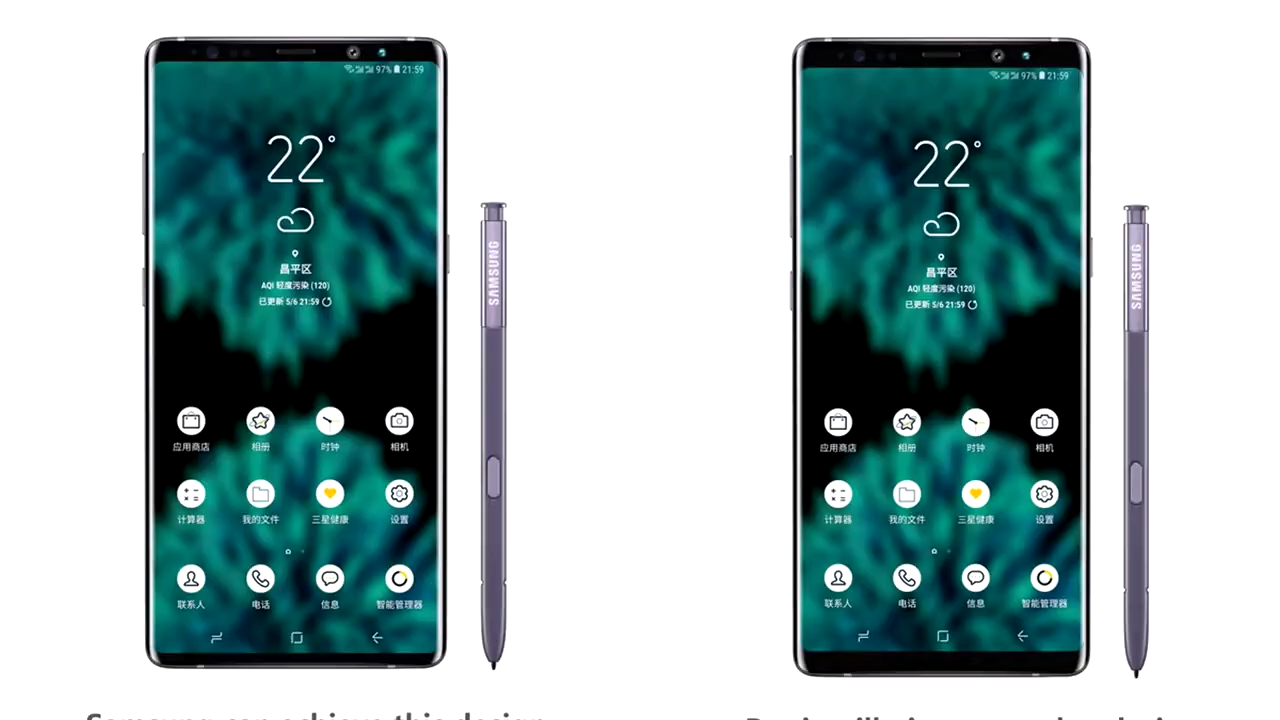 97% 21:59
22°
昌平区
AQI 轻度污染 (120)
已更新 5/6 21:59
应用商店 相册 时钟 相机
计算器 我的文件 三星健康 设置
联系人 电话 信息 智能管理器
SAMSUNG
97% 21:59
22°
昌平区
AQI 轻度污染 (120)
已更新 5/6 21:59
应用商店 相册 时钟 相机
计算器 我的文件 三星健康 设置
联系人 电话 信息 智能管理器
SAMSUNG
Samsung can achieve this design